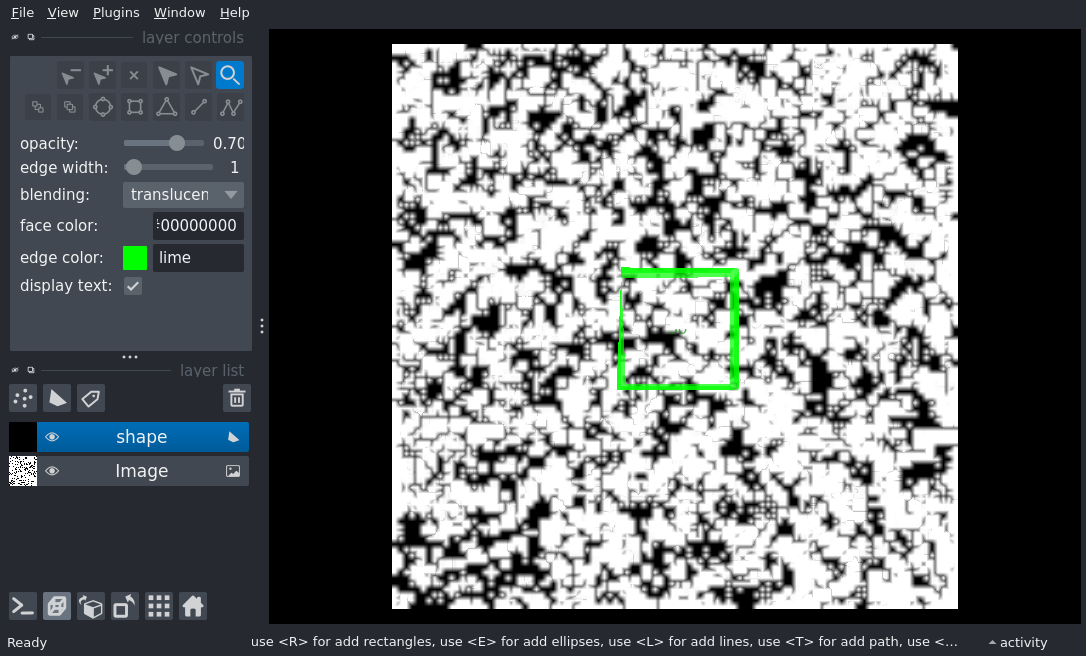 File View Plugins Window Help
layer controls
opacity: 0.70
edge width: 1
blending: translucen
face color: 00000000
edge color: lime
display text:
layer list
shape
Image
Ready use <R> for add rectangles, use <E> for add ellipses, use <L> for add lines, use <T> for add path, use <... activity